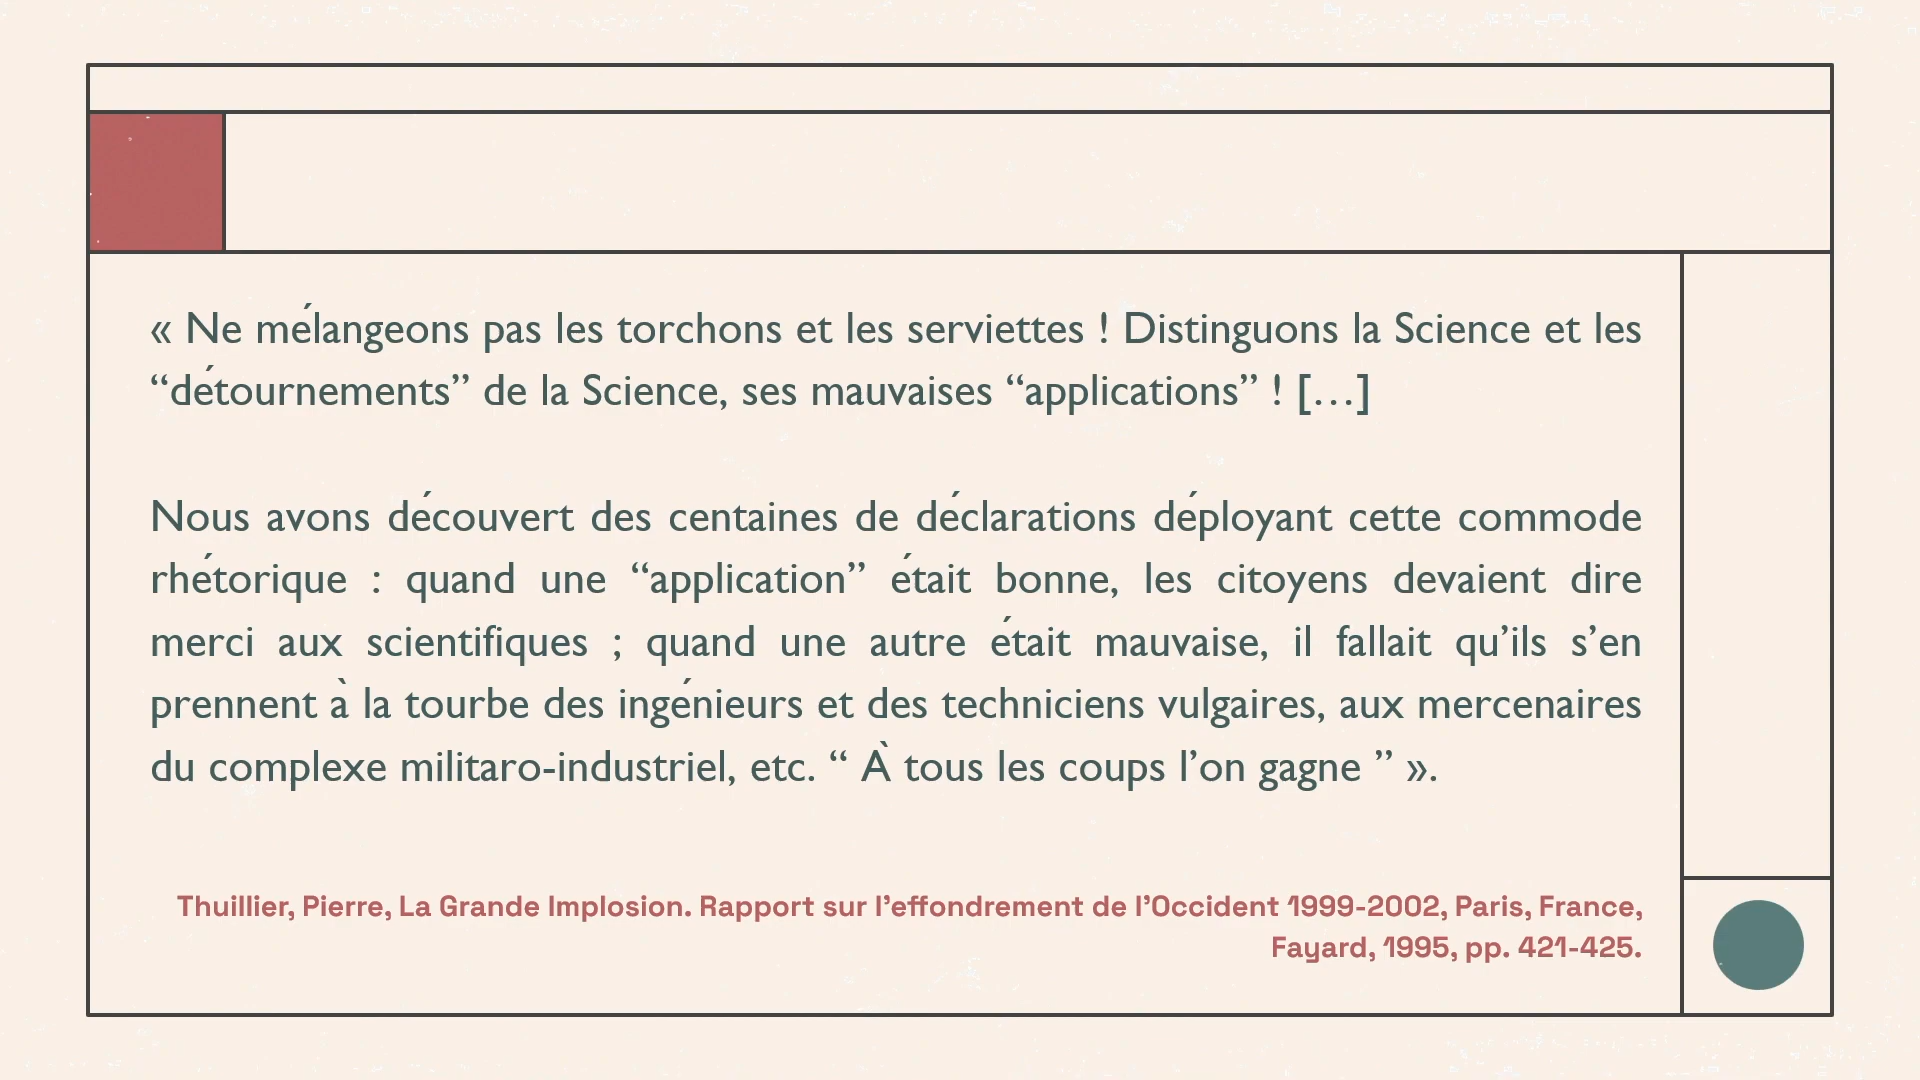 « Ne mélangeons pas les torchons et les serviettes ! Distinguons la Science et les
“détournements” de la Science, ses mauvaises “applications” ! […]
Nous avons découvert des centaines de déclarations déployant cette commode
rhétorique : quand une “application” était bonne, les citoyens devaient dire
merci aux scientifiques ; quand une autre était mauvaise, il fallait qu’ils s’en
prennent à la tourbe des ingénieurs et des techniciens vulgaires, aux mercenaires
du complexe militaro-industriel, etc. “ À tous les coups l’on gagne ” ».
Thuillier, Pierre, La Grande Implosion. Rapport sur l’effondrement de l’Occident 1999-2002, Paris, France,
Fayard, 1995, pp. 421-425.